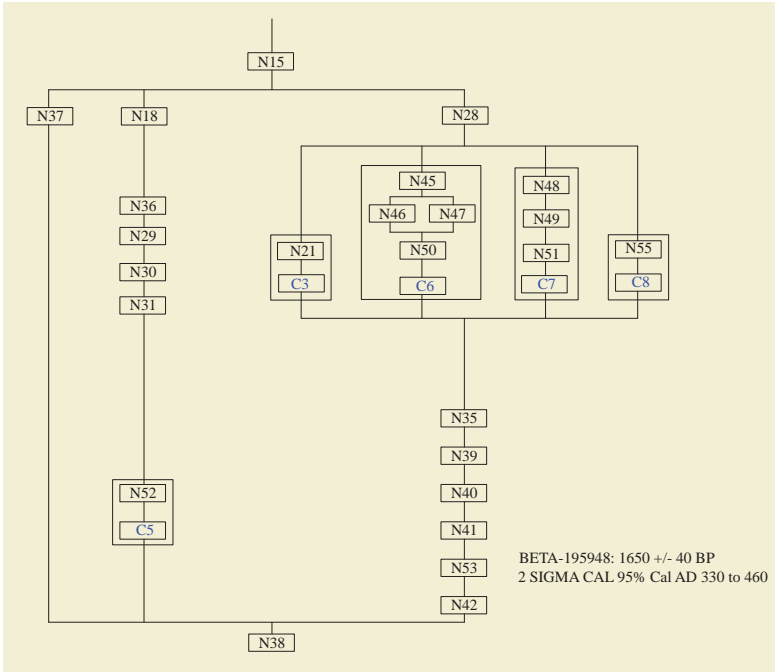 N15
N37 N18 N28
N45 N48
N36 N46 N47 N49
N29
N21 N50 N51 N55
N30
C3 C6 C7 C8
N31
N35
N39
N52 N40
C5 N41
BETA-195948: 1650 +/- 40 BP
N53
2 SIGMA CAL 95% Cal AD 330 to 460
N42
N38